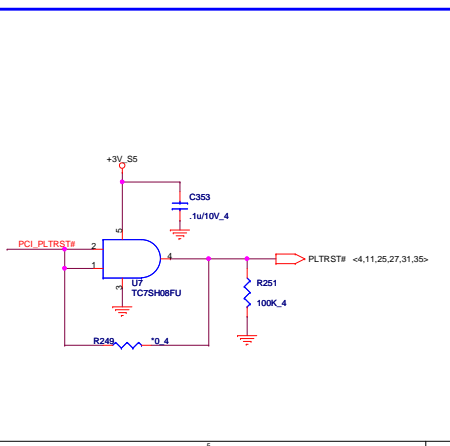 +3V_S5
C353
.1u/10V_4
5
PCI_PLTRST#
2
4
PLTRST# <4,11,25,27,31,35>
1
3
U7
TC7SH08FU
R251
100K_4
R249
*0_4
5